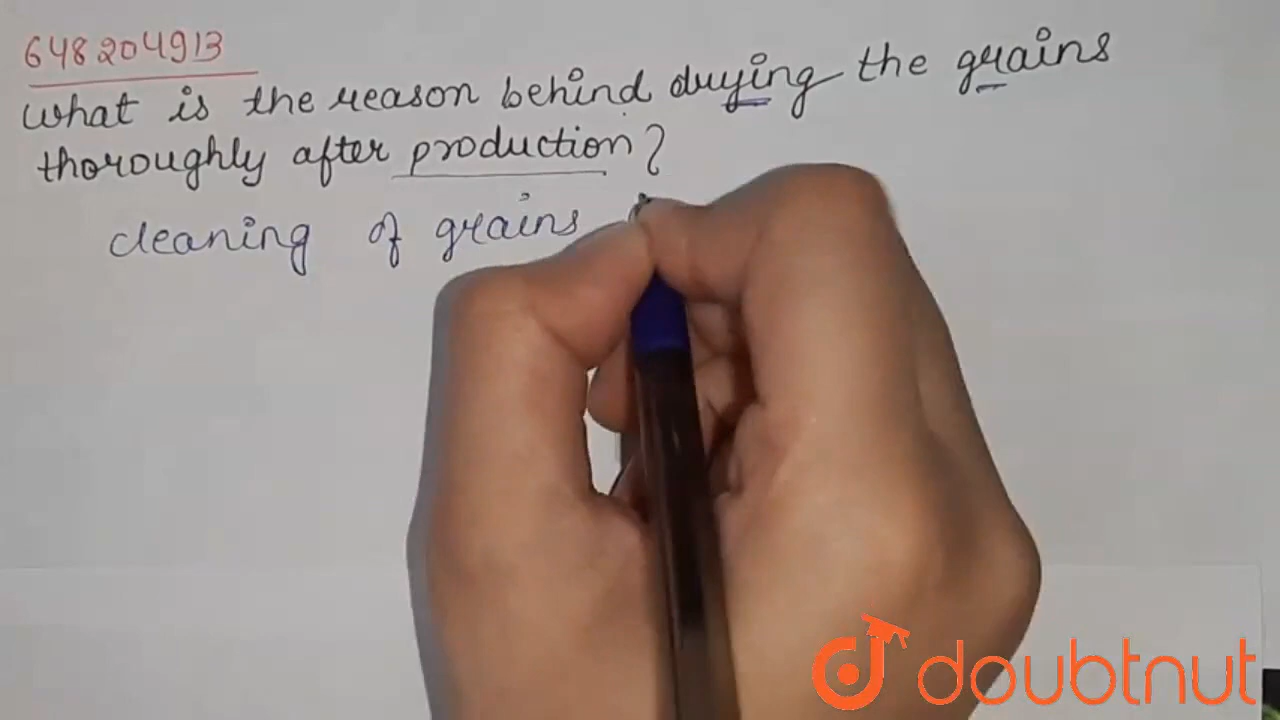 648204913
What is the reason behind drying the grains
thoroughly after production?
cleaning of grains
doubtnut